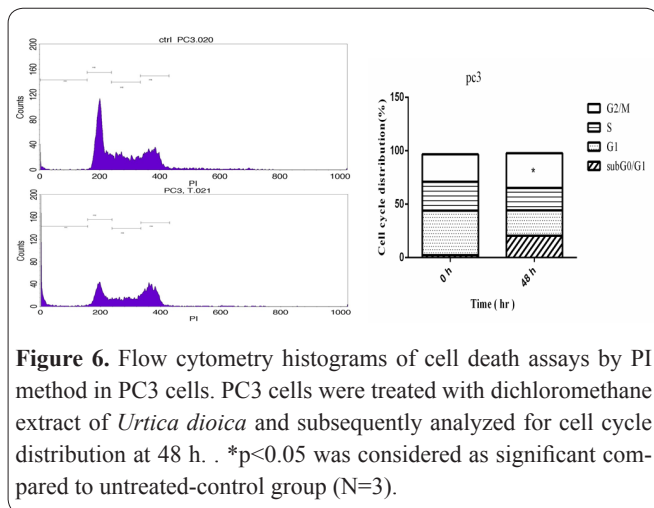 ctrl PC3.020
200
160
120
80
40
0
Counts
0
200
400
600
800
1000
PI
PC3, T.021
200
160
120
80
40
0
Counts
0
200
400
600
800
1000
PI
pc3
150
100
50
0
Cell cycle distribution(%)
*
0 h
48 h
Time ( hr )
G2/M
S
G1
subG0/G1
Figure 6. Flow cytometry histograms of cell death assays by PI
method in PC3 cells. PC3 cells were treated with dichloromethane
extract of Urtica dioica and subsequently analyzed for cell cycle
distribution at 48 h. . *p<0.05 was considered as significant com-
pared to untreated-control group (N=3).